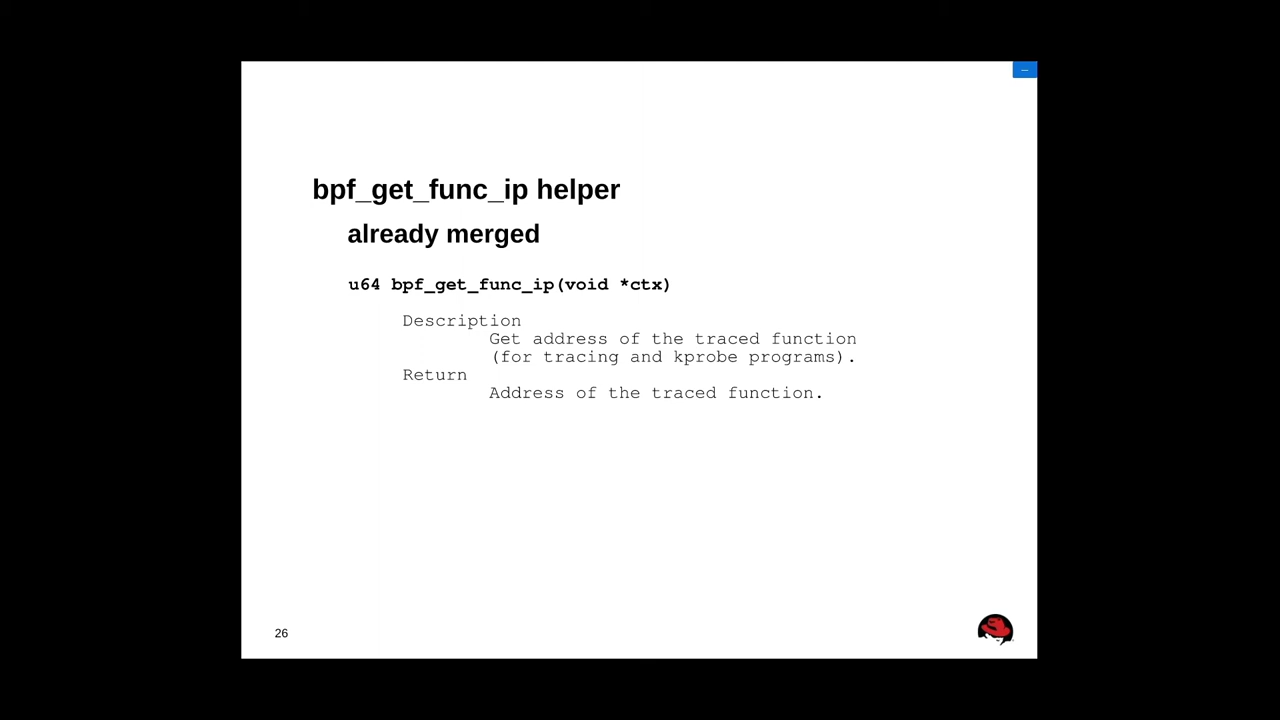 bpf_get_func_ip helper
already merged
u64 bpf_get_func_ip(void *ctx)
Description
Get address of the traced function
(for tracing and kprobe programs).
Return
Address of the traced function.
26